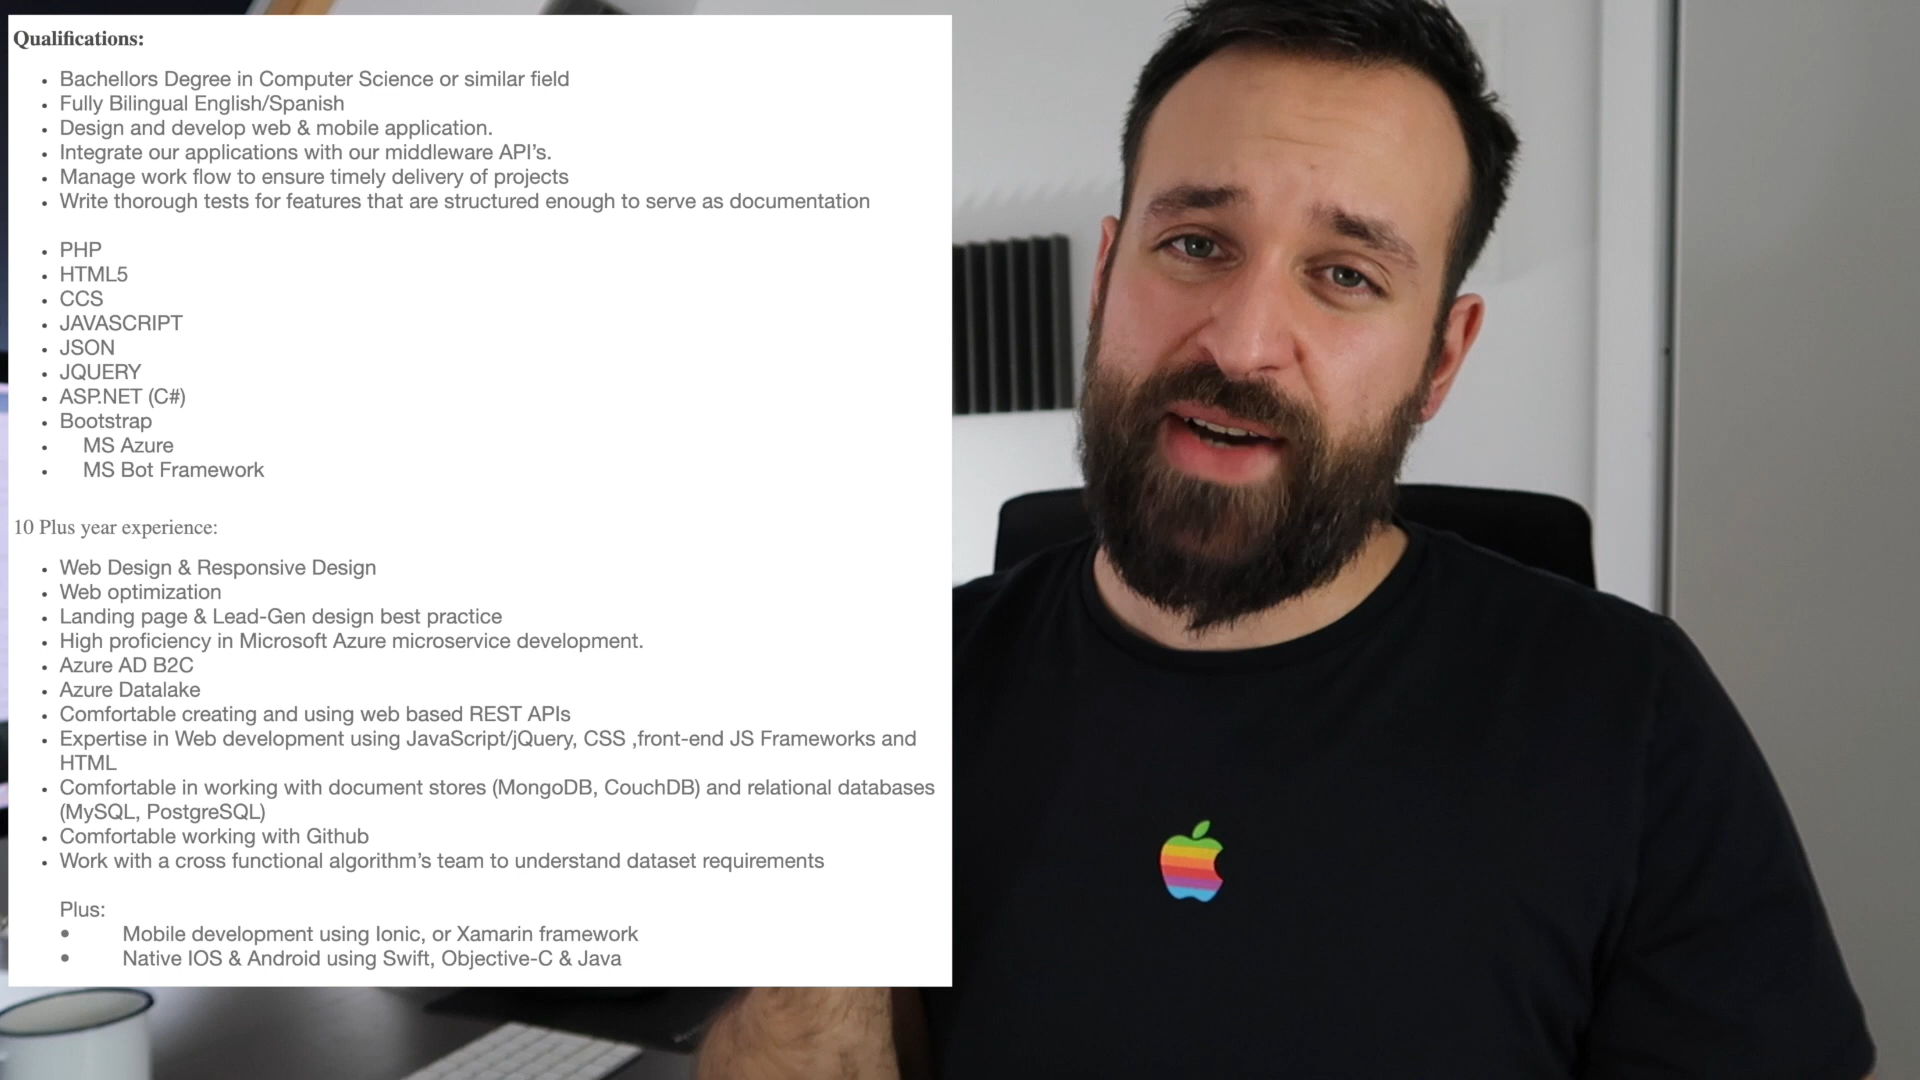 Qualifications:
• Bachellors Degree in Computer Science or similar field
• Fully Bilingual English/Spanish
• Design and develop web & mobile application.
• Integrate our applications with our middleware API’s.
• Manage work flow to ensure timely delivery of projects
• Write thorough tests for features that are structured enough to serve as documentation
• PHP
• HTML5
• CCS
• JAVASCRIPT
• JSON
• JQUERY
• ASP.NET (C#)
• Bootstrap
• MS Azure
• MS Bot Framework
10 Plus year experience:
• Web Design & Responsive Design
• Web optimization
• Landing page & Lead-Gen design best practice
• High proficiency in Microsoft Azure microservice development.
• Azure AD B2C
• Azure Datalake
• Comfortable creating and using web based REST APIs
• Expertise in Web development using JavaScript/jQuery, CSS ,front-end JS Frameworks and
HTML
• Comfortable in working with document stores (MongoDB, CouchDB) and relational databases
(MySQL, PostgreSQL)
• Comfortable working with Github
• Work with a cross functional algorithm’s team to understand dataset requirements
Plus:
• Mobile development using Ionic, or Xamarin framework
• Native IOS & Android using Swift, Objective-C & Java